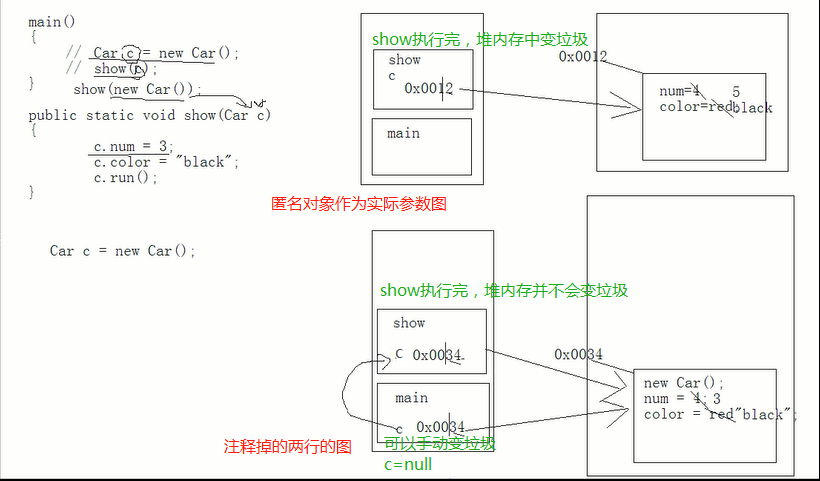 main()
{
// Car c = new Car();
// show(c);
}
show(new Car());
public static void show(Car c)
{
c.num = 3;
c.color = "black";
c.run();
}
Car c = new Car();
show执行完，堆内存中变垃圾
show
c
0x0012
main
0x0012
num=4 5
color=red black
匿名对象作为实际参数图
show执行完，堆内存并不会变垃圾
show
C 0x0034
main
c 0x0034
0x0034
new Car();
num = 4; 3
color = red"black";
注释掉的两行的图
可以手动变垃圾
c=null